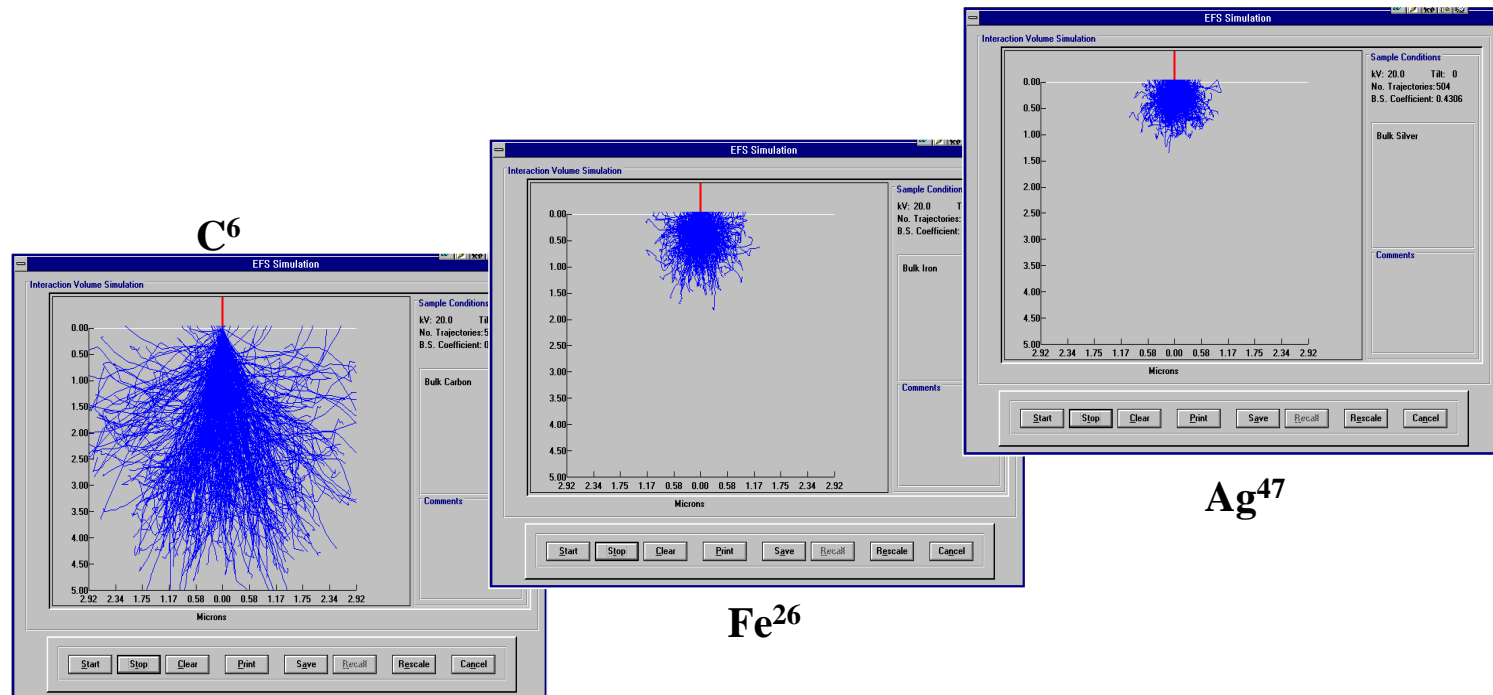 C6
EFS Simulation
Interaction Volume Simulation
Sample Conditions
kV: 20.0
No. Trajectories:5
B.S. Coefficient: 0
Bulk Carbon
Comments
0.00
0.50
1.00
1.50
2.00
2.50
3.00
3.50
4.00
4.50
5.00
2.92 2.34 1.75 1.17 0.58 0.00 0.58 1.17 1.75 2.34 2.92
Microns
Start Stop Clear Print Save Recall Rescale Cancel
EFS Simulation
Interaction Volume Simulation
Sample Conditions
kV: 20.0 T
No. Trajectories:
B.S. Coefficient:
Bulk Iron
Comments
0.00
0.50
1.00
1.50
2.00
2.50
3.00
3.50
4.00
4.50
5.00
2.92 2.34 1.75 1.17 0.58 0.00 0.58 1.17 1.75 2.34 2.92
Microns
Start Stop Clear Print Save Recall Rescale Cancel
Fe26
EFS Simulation
Interaction Volume Simulation
Sample Conditions
kV: 20.0 Tilt: 0
No. Trajectories:504
B.S. Coefficient: 0.4306
Bulk Silver
Comments
0.00
0.50
1.00
1.50
2.00
2.50
3.00
3.50
4.00
4.50
5.00
2.92 2.34 1.75 1.17 0.58 0.00 0.58 1.17 1.75 2.34 2.92
Microns
Start Stop Clear Print Save Recall Rescale Cancel
Ag47